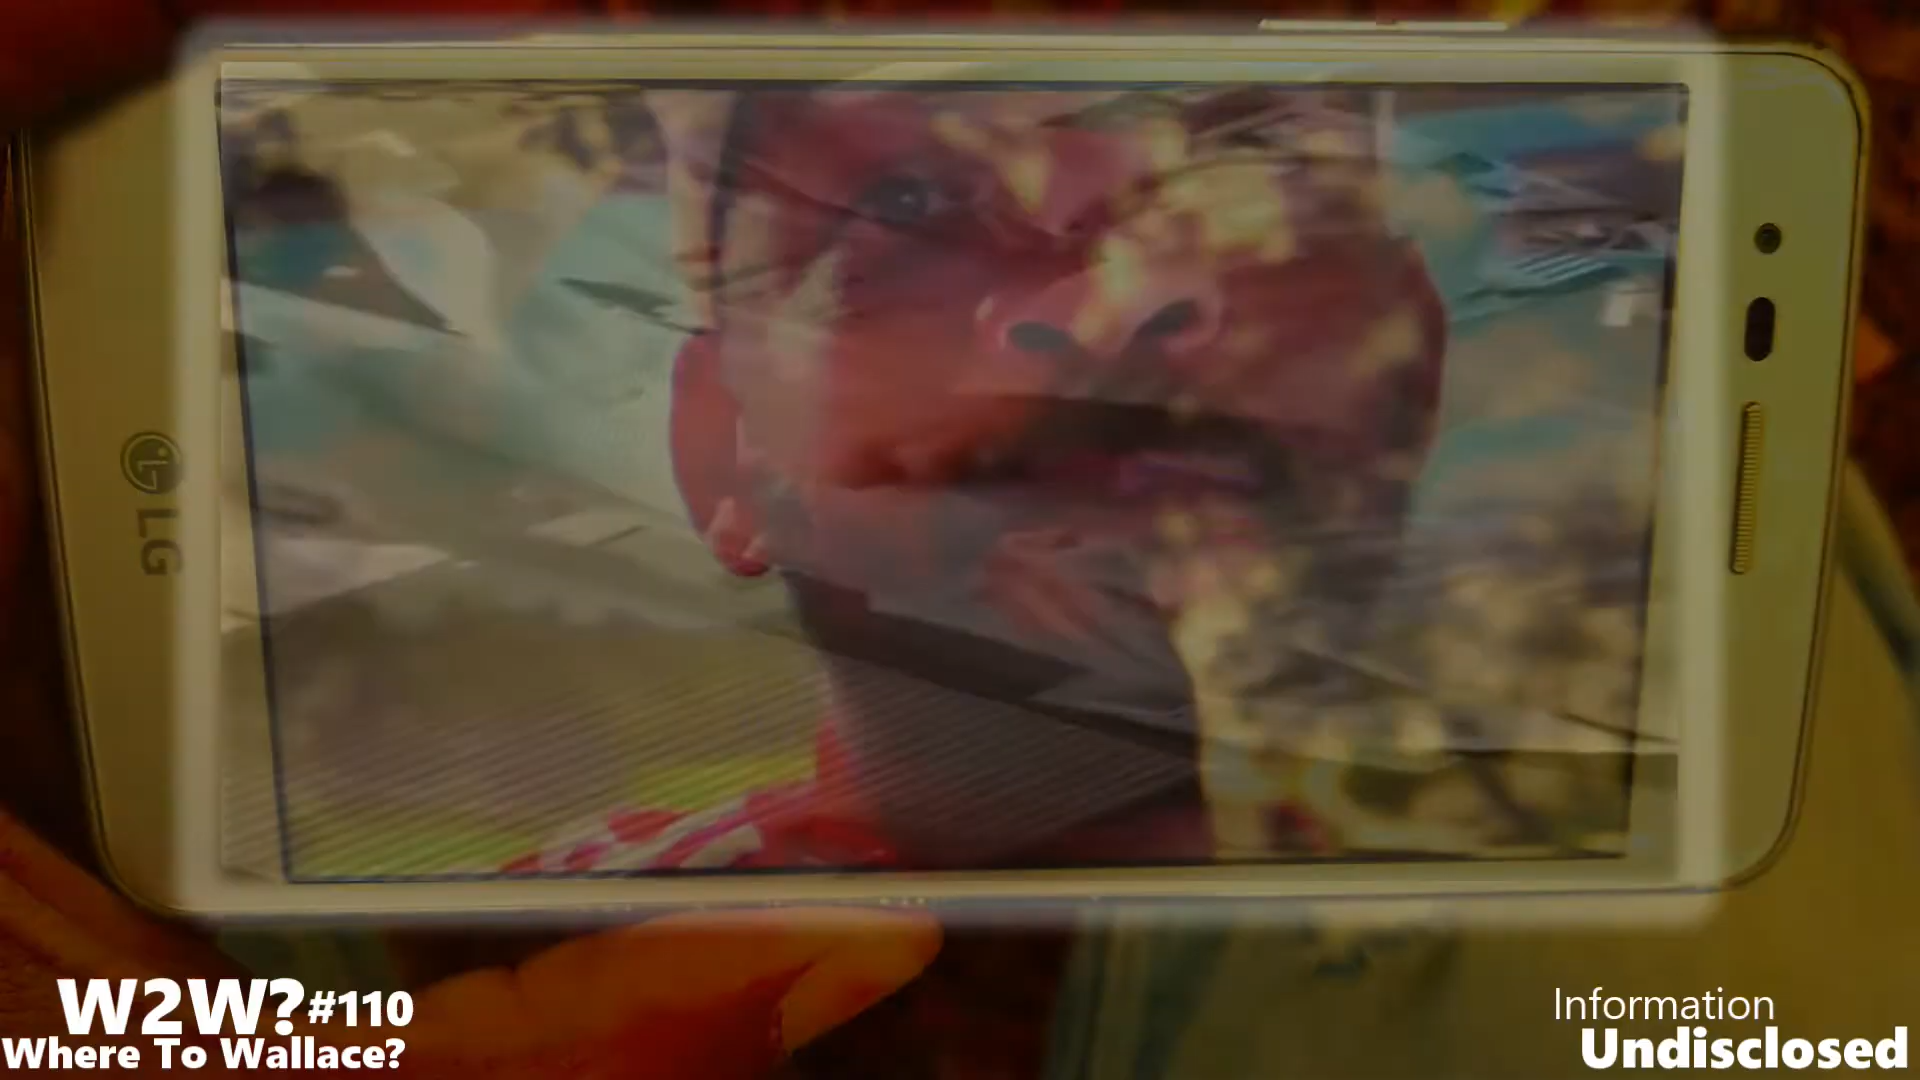 LG
W2W?#110
Where To Wallace?
Information
Undisclosed